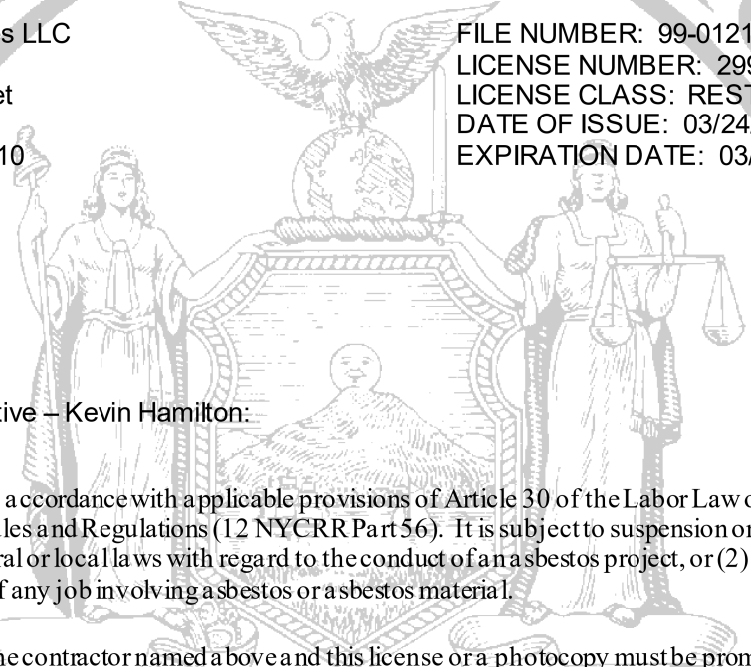 s LLC
FILE NUMBER: 99-0121
LICENSE NUMBER: 299
et
LICENSE CLASS: REST
DATE OF ISSUE: 03/24
10
EXPIRATION DATE: 03/
tive – Kevin Hamilton:
accordance with applicable provisions of Article 30 of the Labor Law o
ules and Regulations (12 NYCRR Part 56). It is subject to suspension or
ral or local laws with regard to the conduct of an asbestos project, or (2)
f any job involving asbestos or asbestos material.
he contractor named above and this license or a photocopy must be prom